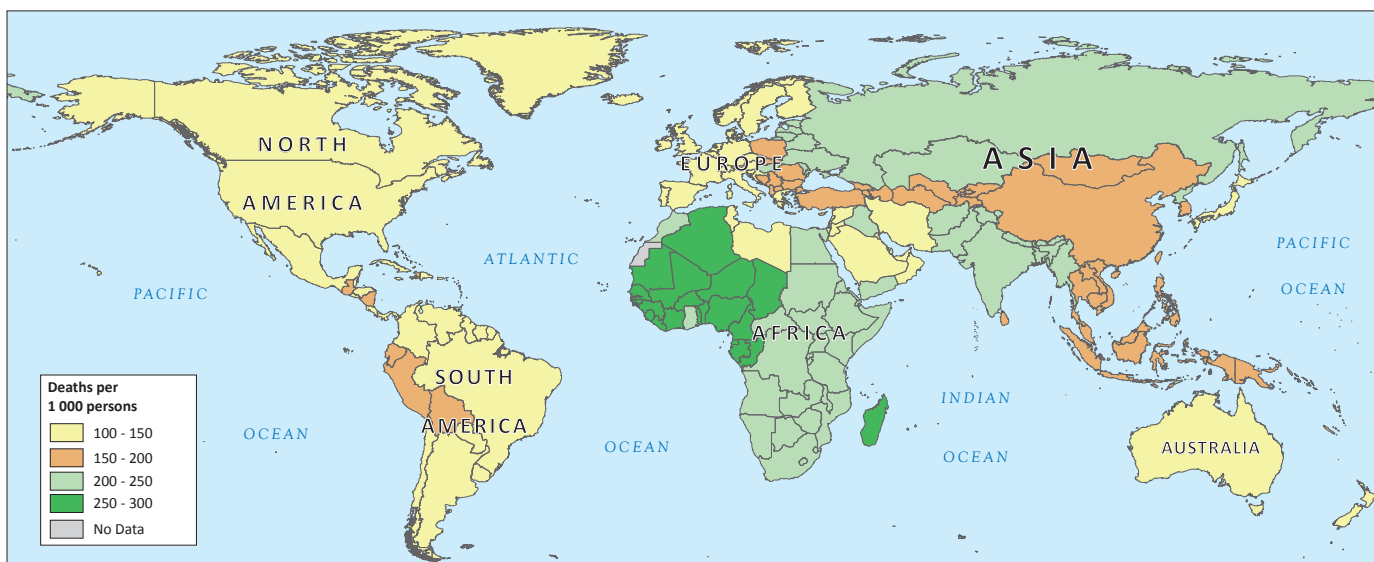 NORTH
AMERICA
EUROPE
ASIA
ATLANTIC
PACIFIC
PACIFIC
OCEAN
AFRICA
SOUTH
AMERICA
OCEAN
OCEAN
INDIAN
OCEAN
AUSTRALIA
Deaths per
1 000 persons
100 - 150
150 - 200
200 - 250
250 - 300
No Data